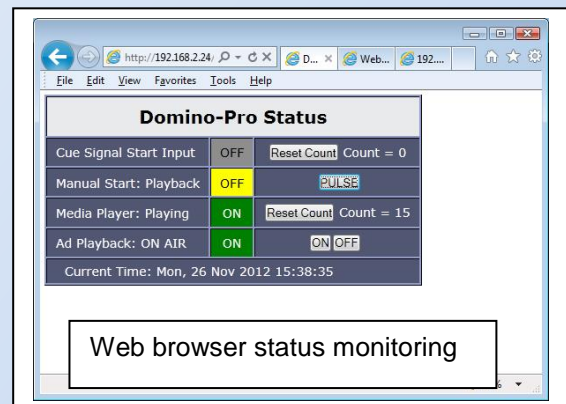 http://192.168.2.24/
D... Web... 192....
File Edit View Favorites Tools Help
Domino-Pro Status
Cue Signal Start Input OFF Reset Count Count = 0
Manual Start: Playback OFF PULSE
Media Player: Playing ON Reset Count Count = 15
Ad Playback: ON AIR ON ON OFF
Current Time: Mon, 26 Nov 2012 15:38:35
Web browser status monitoring